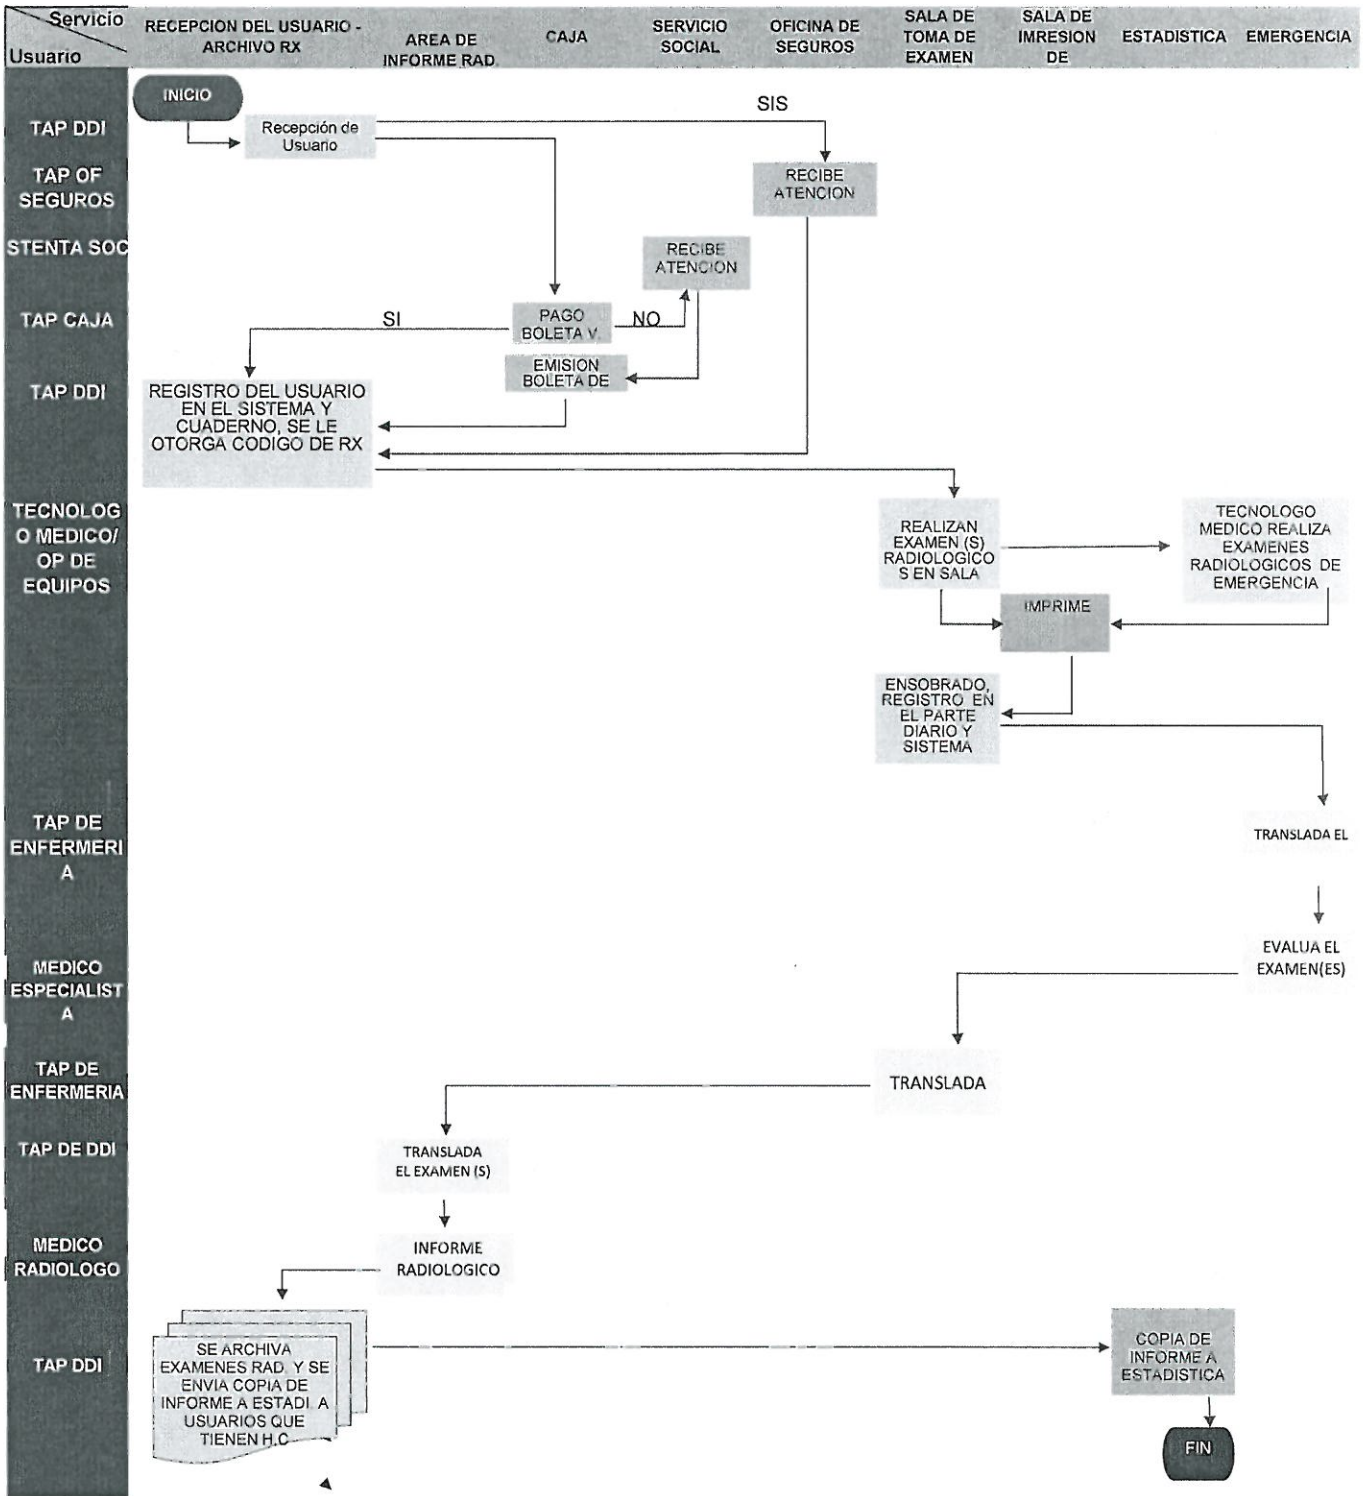 Servicio
Usuario
RECEPCION DEL USUARIO -
ARCHIVO RX
AREA DE
INFORME RAD.
CAJA
SERVICIO
SOCIAL
OFICINA DE
SEGUROS
SALA DE
TOMA DE
EXAMEN
SALA DE
IMRESION
DE
ESTADISTICA
EMERGENCIA
INICIO
TAP DDI
Recepción de
Usuario
SIS
TAP OF
SEGUROS
RECIBE
ATENCION
STENTA SOC
RECIBE
ATENCION
TAP CAJA
SI
PAGO
BOLETA V.
NO
TAP DDI
EMISION
BOLETA DE
REGISTRO DEL USUARIO
EN EL SISTEMA Y
CUADERNO, SE LE
OTORGA CODIGO DE RX
TECNOLOG
O MEDICO/
OP DE
EQUIPOS
REALIZAN
EXAMEN (S)
RADIOLOGICO
S EN SALA
TECNOLOGO
MEDICO REALIZA
EXAMENES
RADIOLOGICOS DE
EMERGENCIA
IMPRIME
ENSOBRADO,
REGISTRO EN
EL PARTE
DIARIO Y
SISTEMA
TAP DE
ENFERMERI
A
TRANSLADA EL
MEDICO
ESPECIALIST
A
EVALUA EL
EXAMEN(ES)
TAP DE
ENFERMERIA
TRANSLADA
TAP DE DDI
TRANSLADA
EL EXAMEN (S)
MEDICO
RADIOLOGO
INFORME
RADIOLOGICO
TAP DDI
SE ARCHIVA
EXAMENES RAD. Y SE
ENVIA COPIA DE
INFORME A ESTADI. A
USUARIOS QUE
TIENEN H.C
COPIA DE
INFORME A
ESTADISTICA
FIN